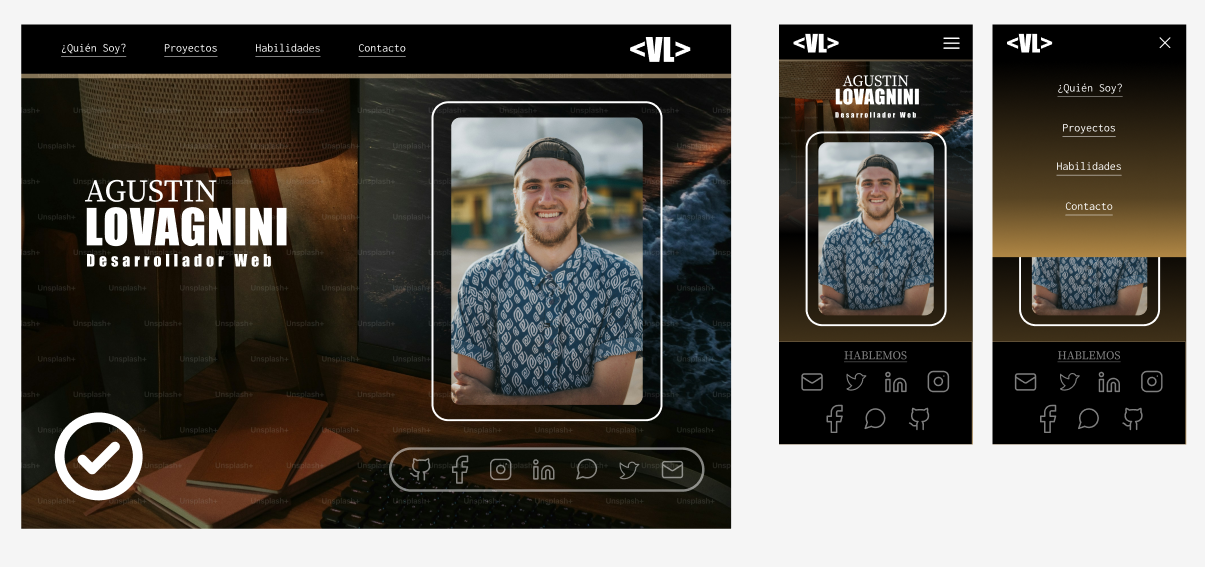 ¿Quién Soy? Proyectos Habilidades Contacto <VL>
AGUSTIN
LOVAGNINI
Desarrollador Web
Unsplash+
<VL>
AGUSTIN
LOVAGNINI
Desarrollador Web
HABLEMOS
<VL>
¿Quién Soy?
Proyectos
Habilidades
Contacto
HABLEMOS